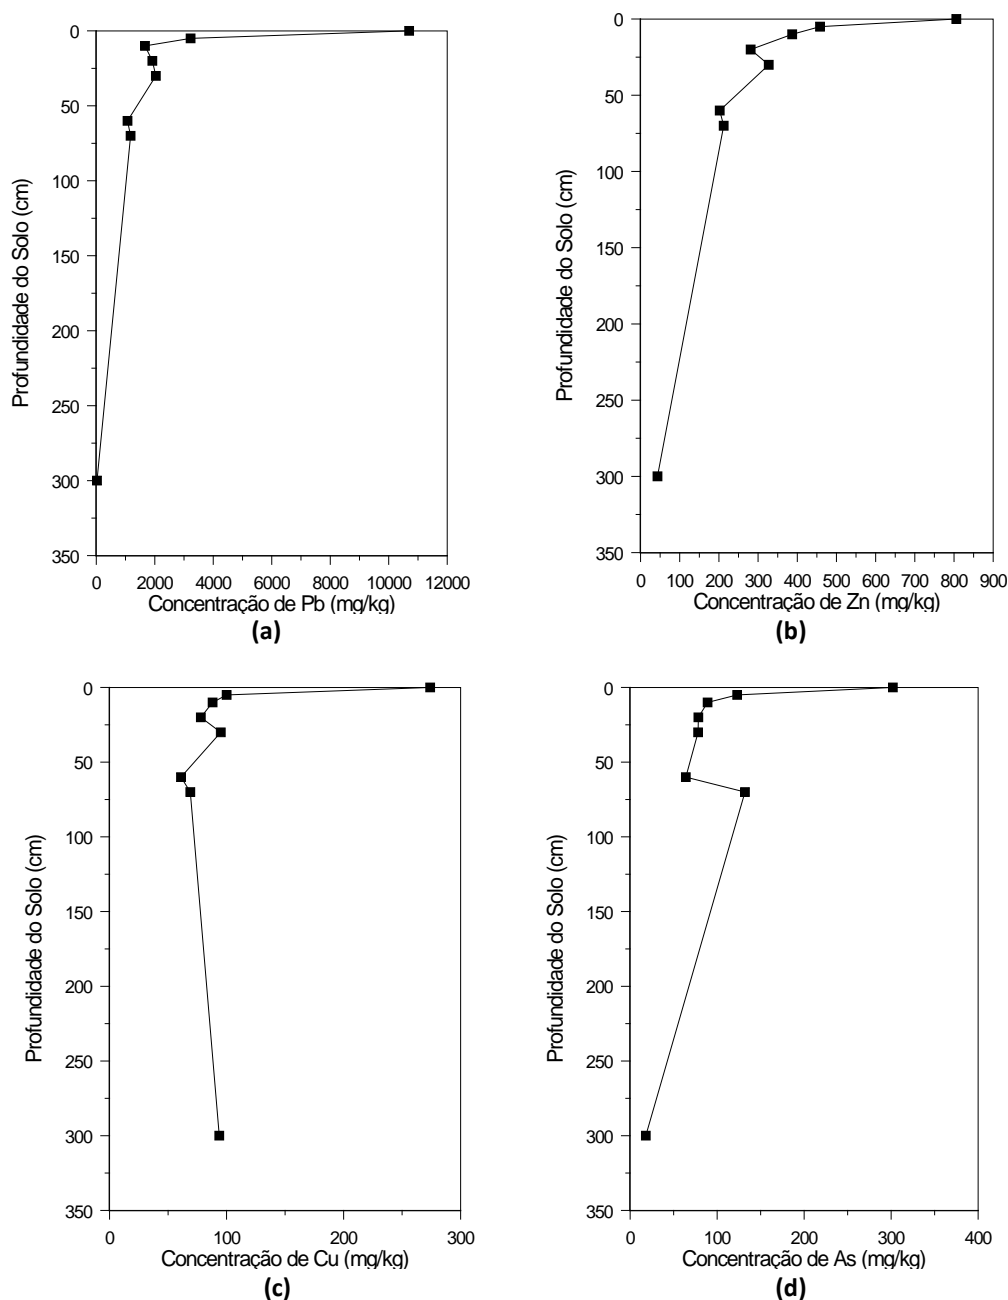 0
50
100
150
200
250
300
350
Profundidade do Solo (cm)
0 2000 4000 6000 8000 10000 12000
Concentração de Pb (mg/kg)
(a)
0
50
100
150
200
250
300
350
Profundidade do Solo (cm)
0 100 200 300 400 500 600 700 800 900
Concentração de Zn (mg/kg)
(b)
0
50
100
150
200
250
300
350
Profundidade do Solo (cm)
0 100 200 300
Concentração de Cu (mg/kg)
(c)
0
50
100
150
200
250
300
350
Profundidade do Solo (cm)
0 100 200 300 400
Concentração de As (mg/kg)
(d)